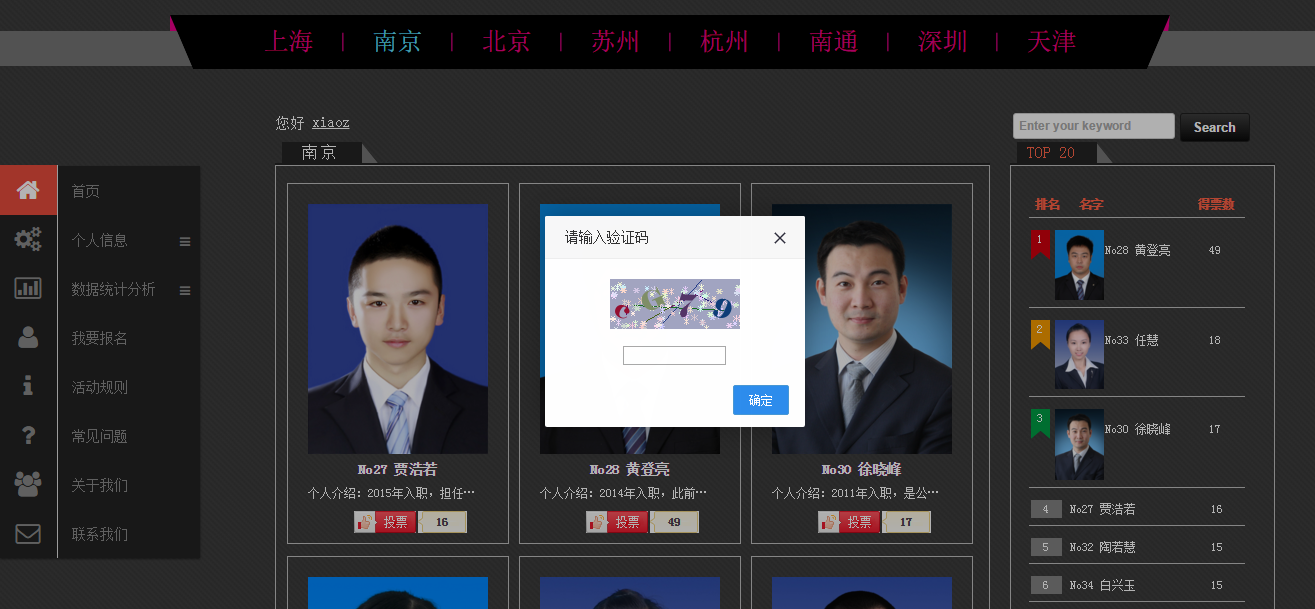 上海 | 南京 | 北京 | 苏州 | 杭州 | 南通 | 深圳 | 天津
您好 xiaoz
Enter your keyword Search
南京
TOP 20
首页
个人信息
数据统计分析
我要报名
活动规则
常见问题
关于我们
联系我们
No27 贾浩若
个人介绍: 2015年入职, 担任…
投票 16
No28 黄登亮
个人介绍: 2014年入职, 此前…
投票 49
No30 徐晓峰
个人介绍: 2011年入职, 是公…
投票 17
请输入验证码
c979
确定
排名 名字 得票数
1 No28 黄登亮 49
2 No33 任慧 18
3 No30 徐晓峰 17
4 No27 贾浩若 16
5 No32 陶若慧 15
6 No34 白兴玉 15